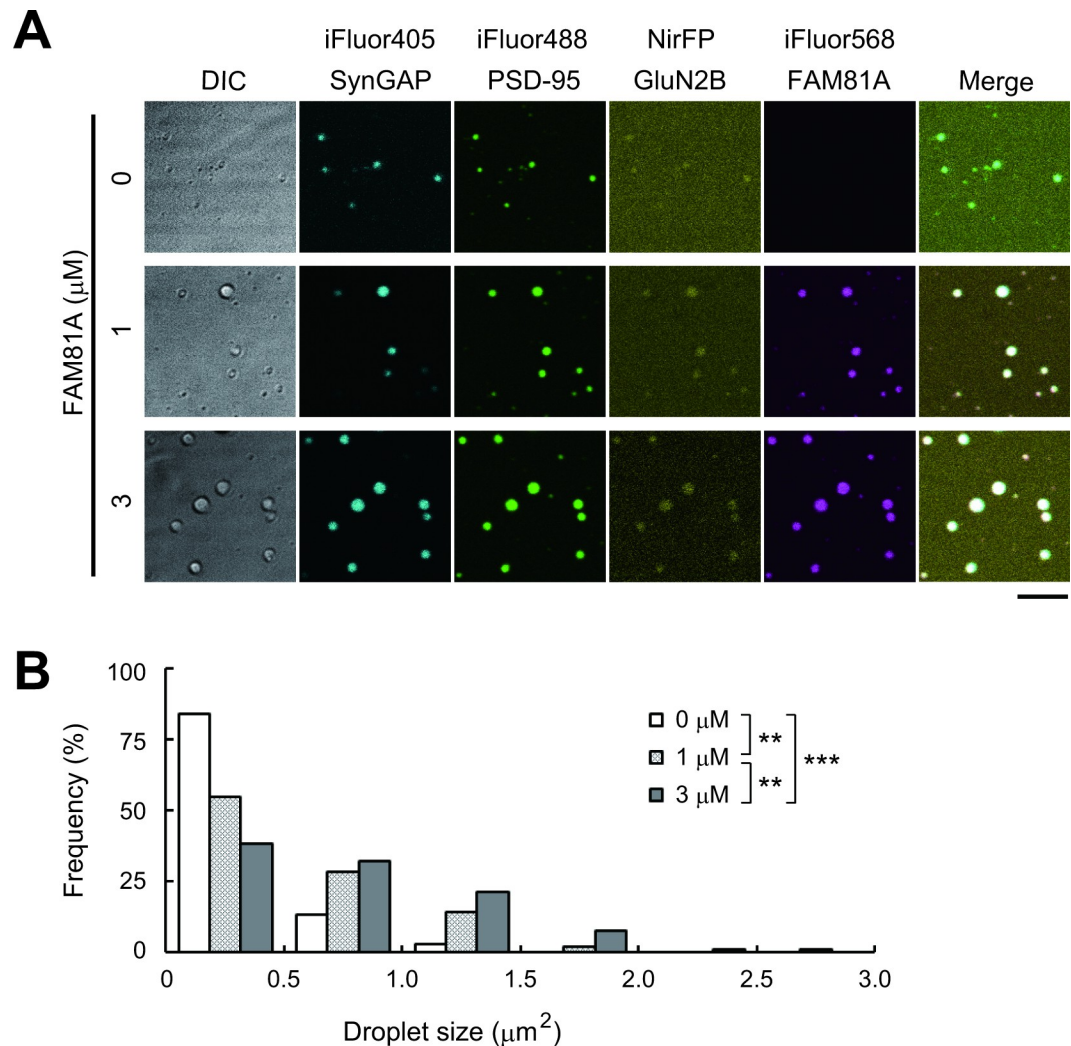 A
iFluor405 iFluor488 NirFP iFluor568
DIC SynGAP PSD-95 GluN2B FAM81A Merge
FAM81A (μM)
0
1
3
B
Frequency (%)
100
75
50
25
0
0 μM
1 μM
3 μM
**
**
***
0 0.5 1.0 1.5 2.0 2.5 3.0
Droplet size (μm²)